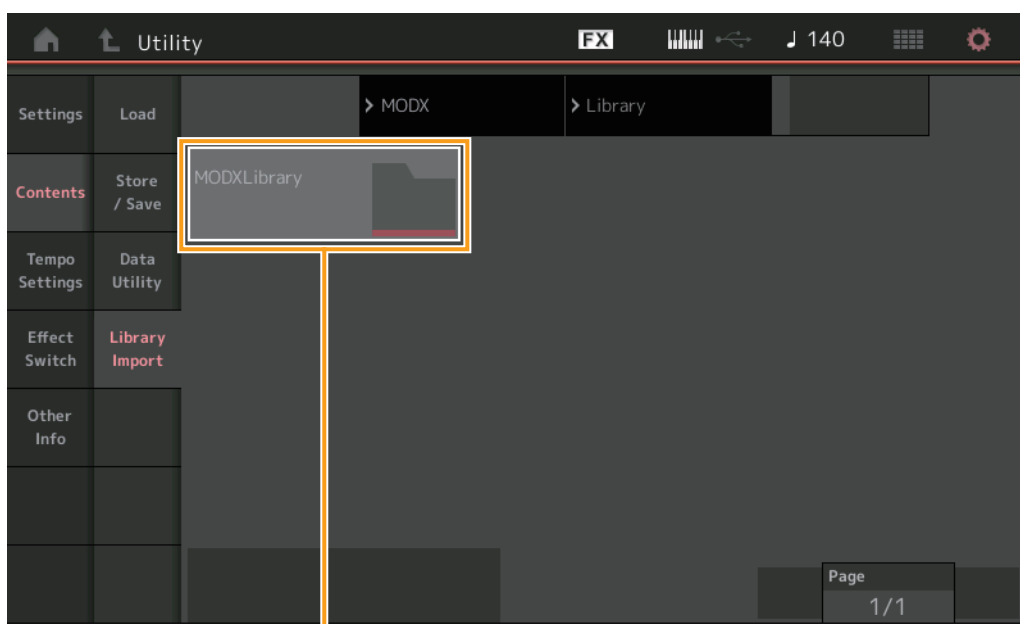 Utility
FX
140
Settings
Load
> MODX
> Library
Contents
Store
/ Save
MODXLibrary
Tempo
Settings
Data
Utility
Effect
Switch
Library
Import
Other
Info
Page
1/1